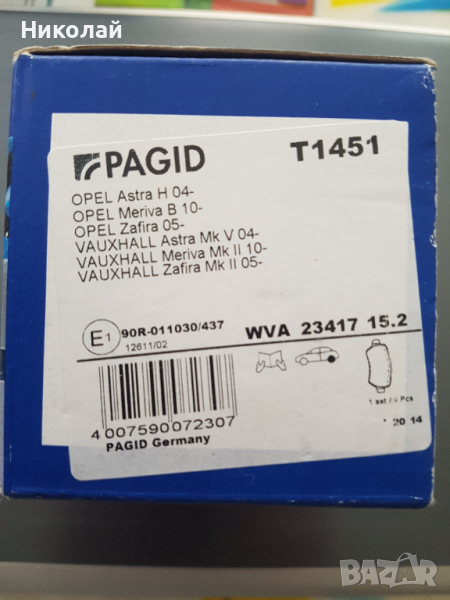 Николай
PAGID
T1451
OPEL Astra H 04-
OPEL Meriva B 10-
OPEL Zafira 05-
VAUXHALL Astra Mk V 04-
VAUXHALL Meriva Mk II 10-
VAUXHALL Zafira Mk II 05-
E1
90R-011030/437
12611/02
WVA 23417 15.2
1 set / 4 Pcs
20 14
4 007590 072307
PAGID Germany
BAZAR